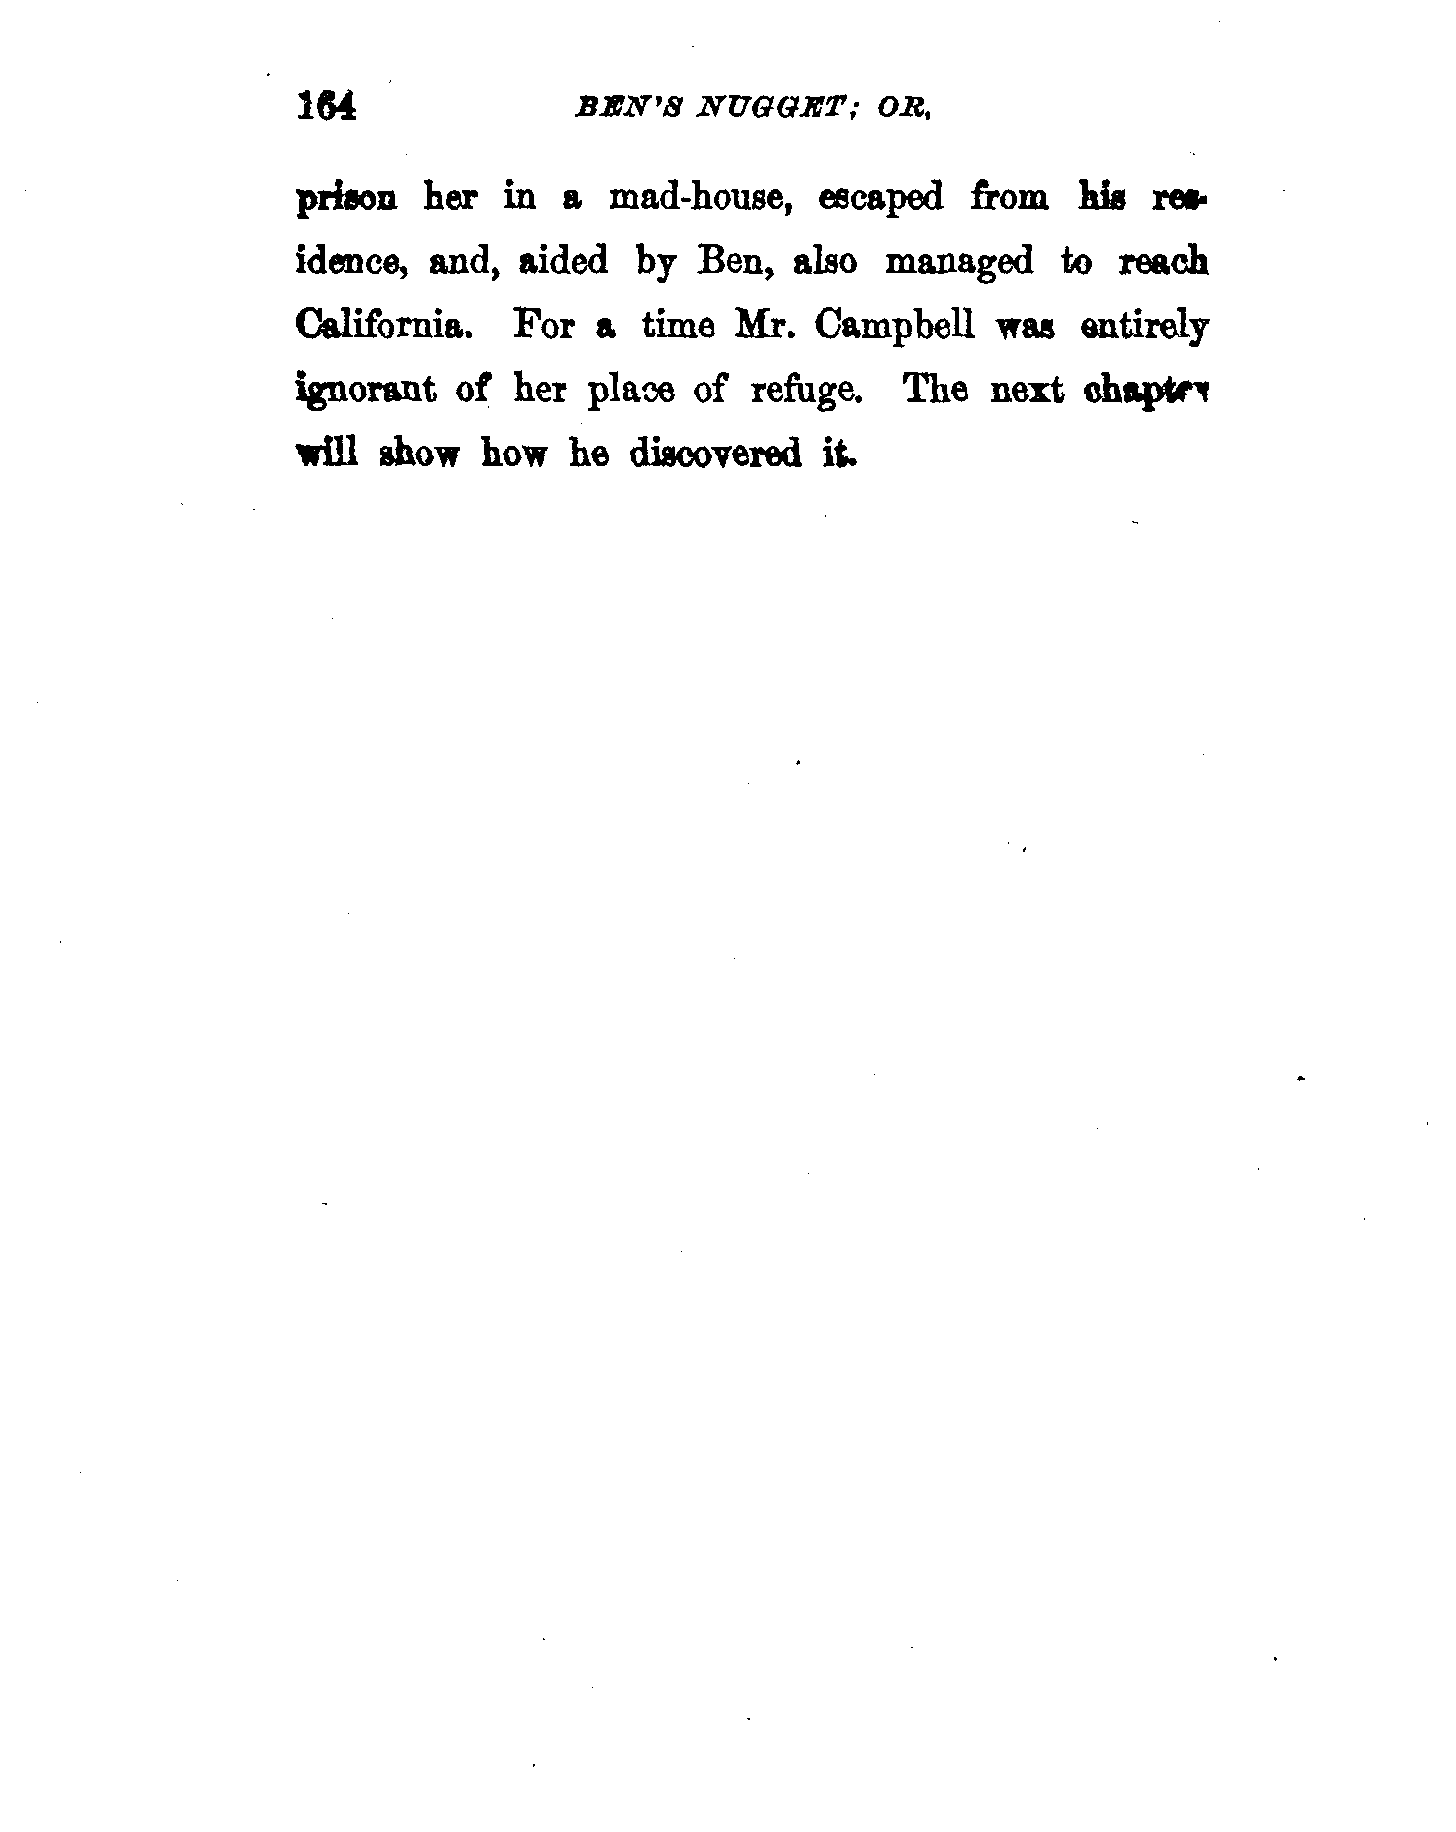 164 BEN'S NUGGET; OR,
prison her in a mad-house, escaped from his res-
idence, and, aided by Ben, also managed to reach
California. For a time Mr. Campbell was entirely
ignorant of her place of refuge. The next chapter
will show how he discovered it.